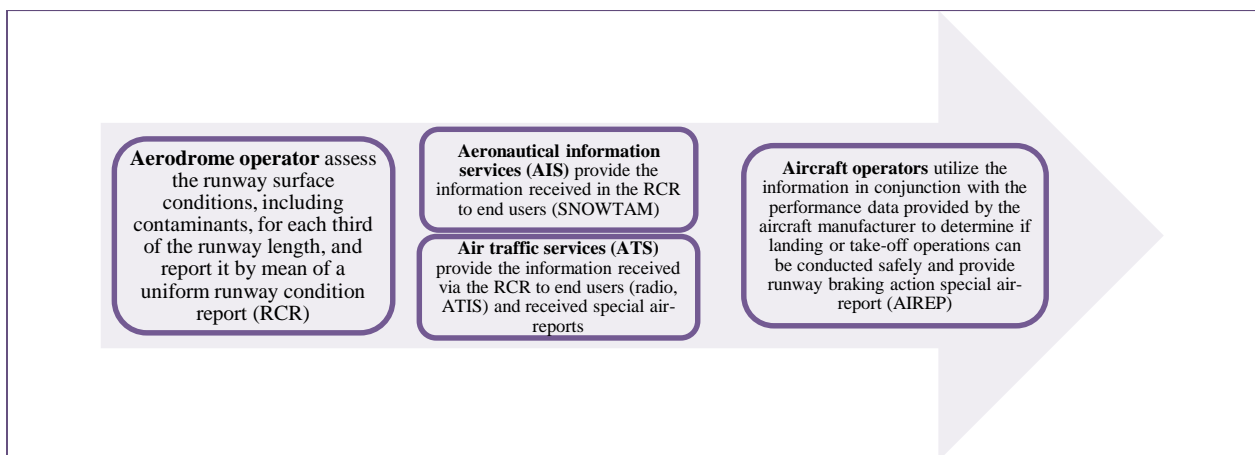 Aerodrome operator assess
the runway surface
conditions, including
contaminants, for each third
of the runway length, and
report it by mean of a
uniform runway condition
report (RCR)
Aeronautical information
services (AIS) provide the
information received in the RCR
to end users (SNOWTAM)
Air traffic services (ATS)
provide the information received
via the RCR to end users (radio,
ATIS) and received special air-
reports
Aircraft operators utilize the
information in conjunction with the
performance data provided by the
aircraft manufacturer to determine if
landing or take-off operations can
be conducted safely and provide
runway braking action special air-
report (AIREP)